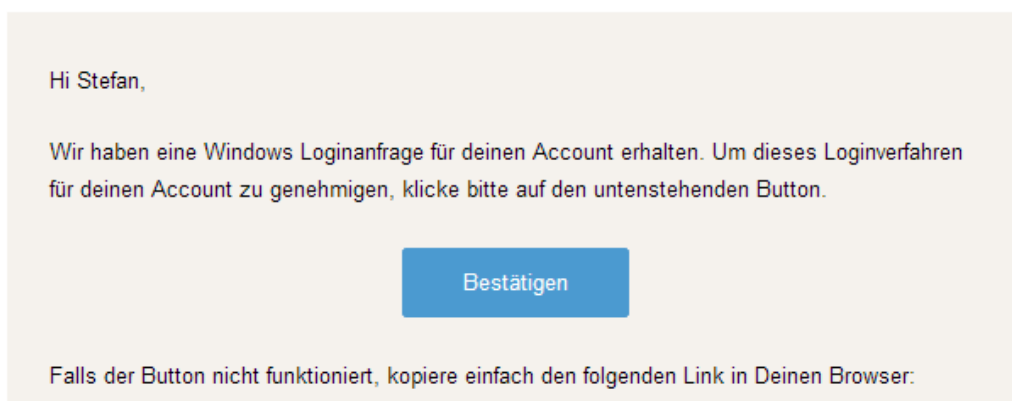 Hi Stefan,
Wir haben eine Windows Loginanfrage für deinen Account erhalten. Um dieses Loginverfahren
für deinen Account zu genehmigen, klicke bitte auf den untenstehenden Button.
Bestätigen
Falls der Button nicht funktioniert, kopiere einfach den folgenden Link in Deinen Browser: